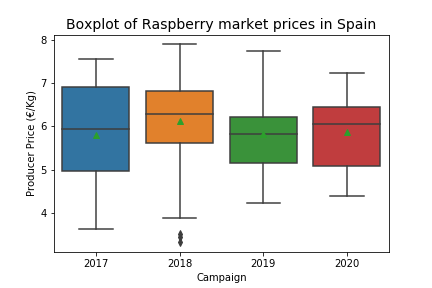 Boxplot of Raspberry market prices in Spain
8
7
6
5
4
Producer Price (€/Kg)
2017 2018 2019 2020
Campaign